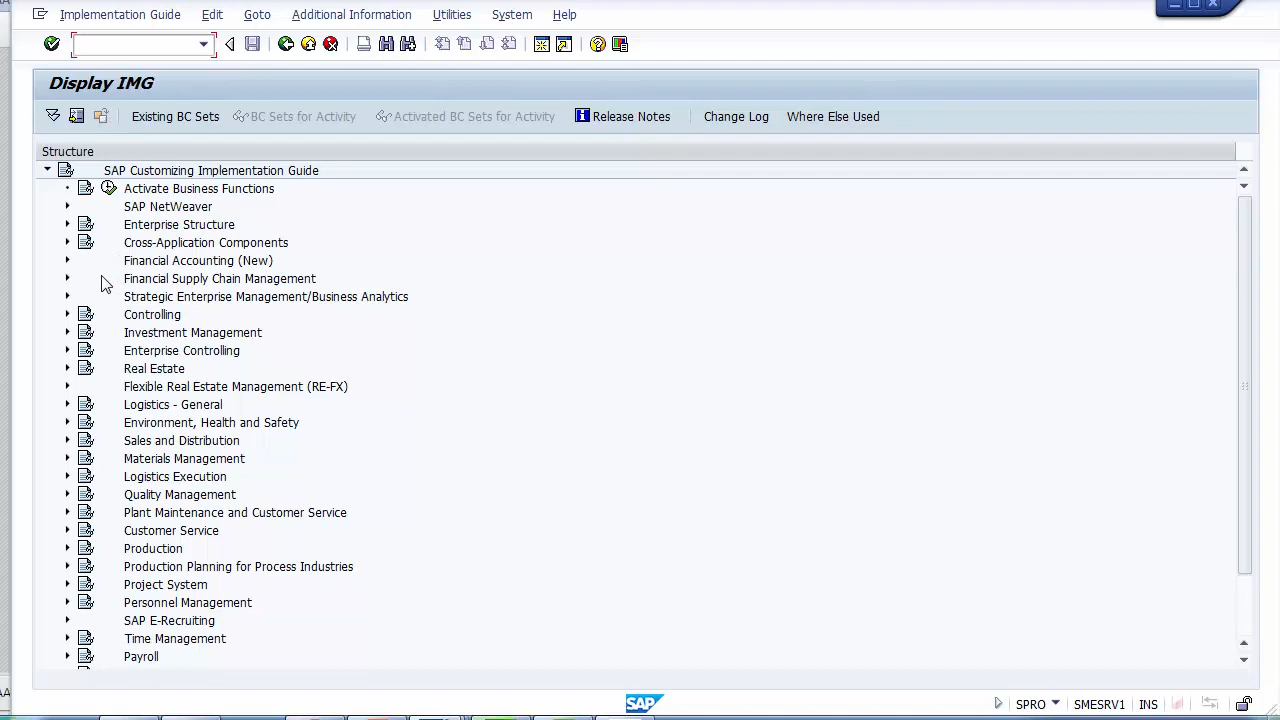 Implementation Guide Edit Goto Additional Information Utilities System Help
Display IMG
Existing BC Sets BC Sets for Activity Activated BC Sets for Activity Release Notes Change Log Where Else Used
Structure
SAP Customizing Implementation Guide
Activate Business Functions
SAP NetWeaver
Enterprise Structure
Cross-Application Components
Financial Accounting (New)
Financial Supply Chain Management
Strategic Enterprise Management/Business Analytics
Controlling
Investment Management
Enterprise Controlling
Real Estate
Flexible Real Estate Management (RE-FX)
Logistics - General
Environment, Health and Safety
Sales and Distribution
Materials Management
Logistics Execution
Quality Management
Plant Maintenance and Customer Service
Customer Service
Production
Production Planning for Process Industries
Project System
Personnel Management
SAP E-Recruiting
Time Management
Payroll
SAP SPRO SMESRV1 INS